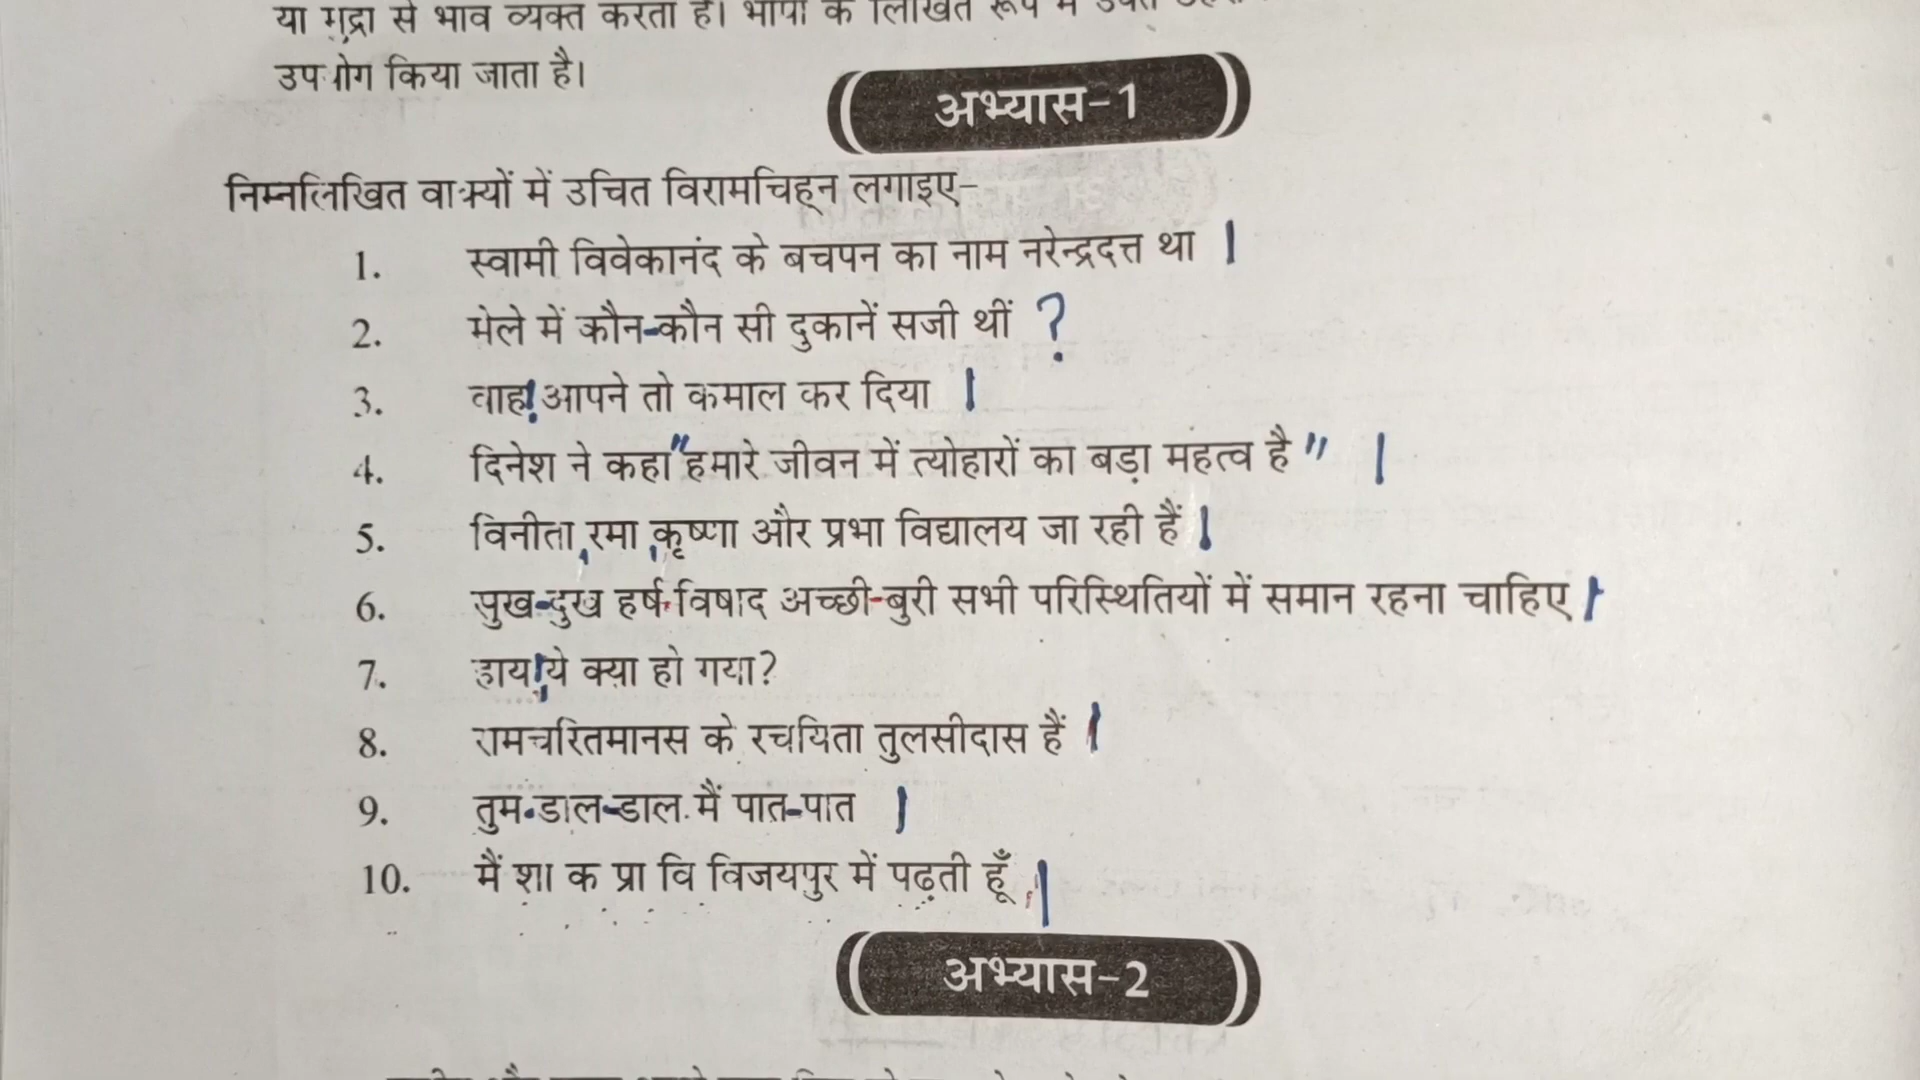 या मुद्रा से भाव व्यक्त करता है। भाषा के लिखित रूप में
उपयोग किया जाता है।
अभ्यास-1
निम्नलिखित वाक्यों में उचित विरामचिह्न लगाइए-
1. स्वामी विवेकानंद के बचपन का नाम नरेन्द्रदत्त था ।
2. मेले में कौन-कौन सी दुकानें सजी थीं ?
3. वाह! आपने तो कमाल कर दिया ।
4. दिनेश ने कहा "हमारे जीवन में त्योहारों का बड़ा महत्व है" ।
5. विनीता, रमा, कृष्णा और प्रभा विद्यालय जा रही हैं।
6. सुख-दुख हर्ष-विषाद अच्छी-बुरी सभी परिस्थितियों में समान रहना चाहिए।
7. हाय! ये क्या हो गया?
8. रामचरितमानस के रचयिता तुलसीदास हैं ।
9. तुम-डाल-डाल मैं पात-पात ।
10. मैं शा क प्रा वि विजयपुर में पढ़ती हूँ ।
अभ्यास-2